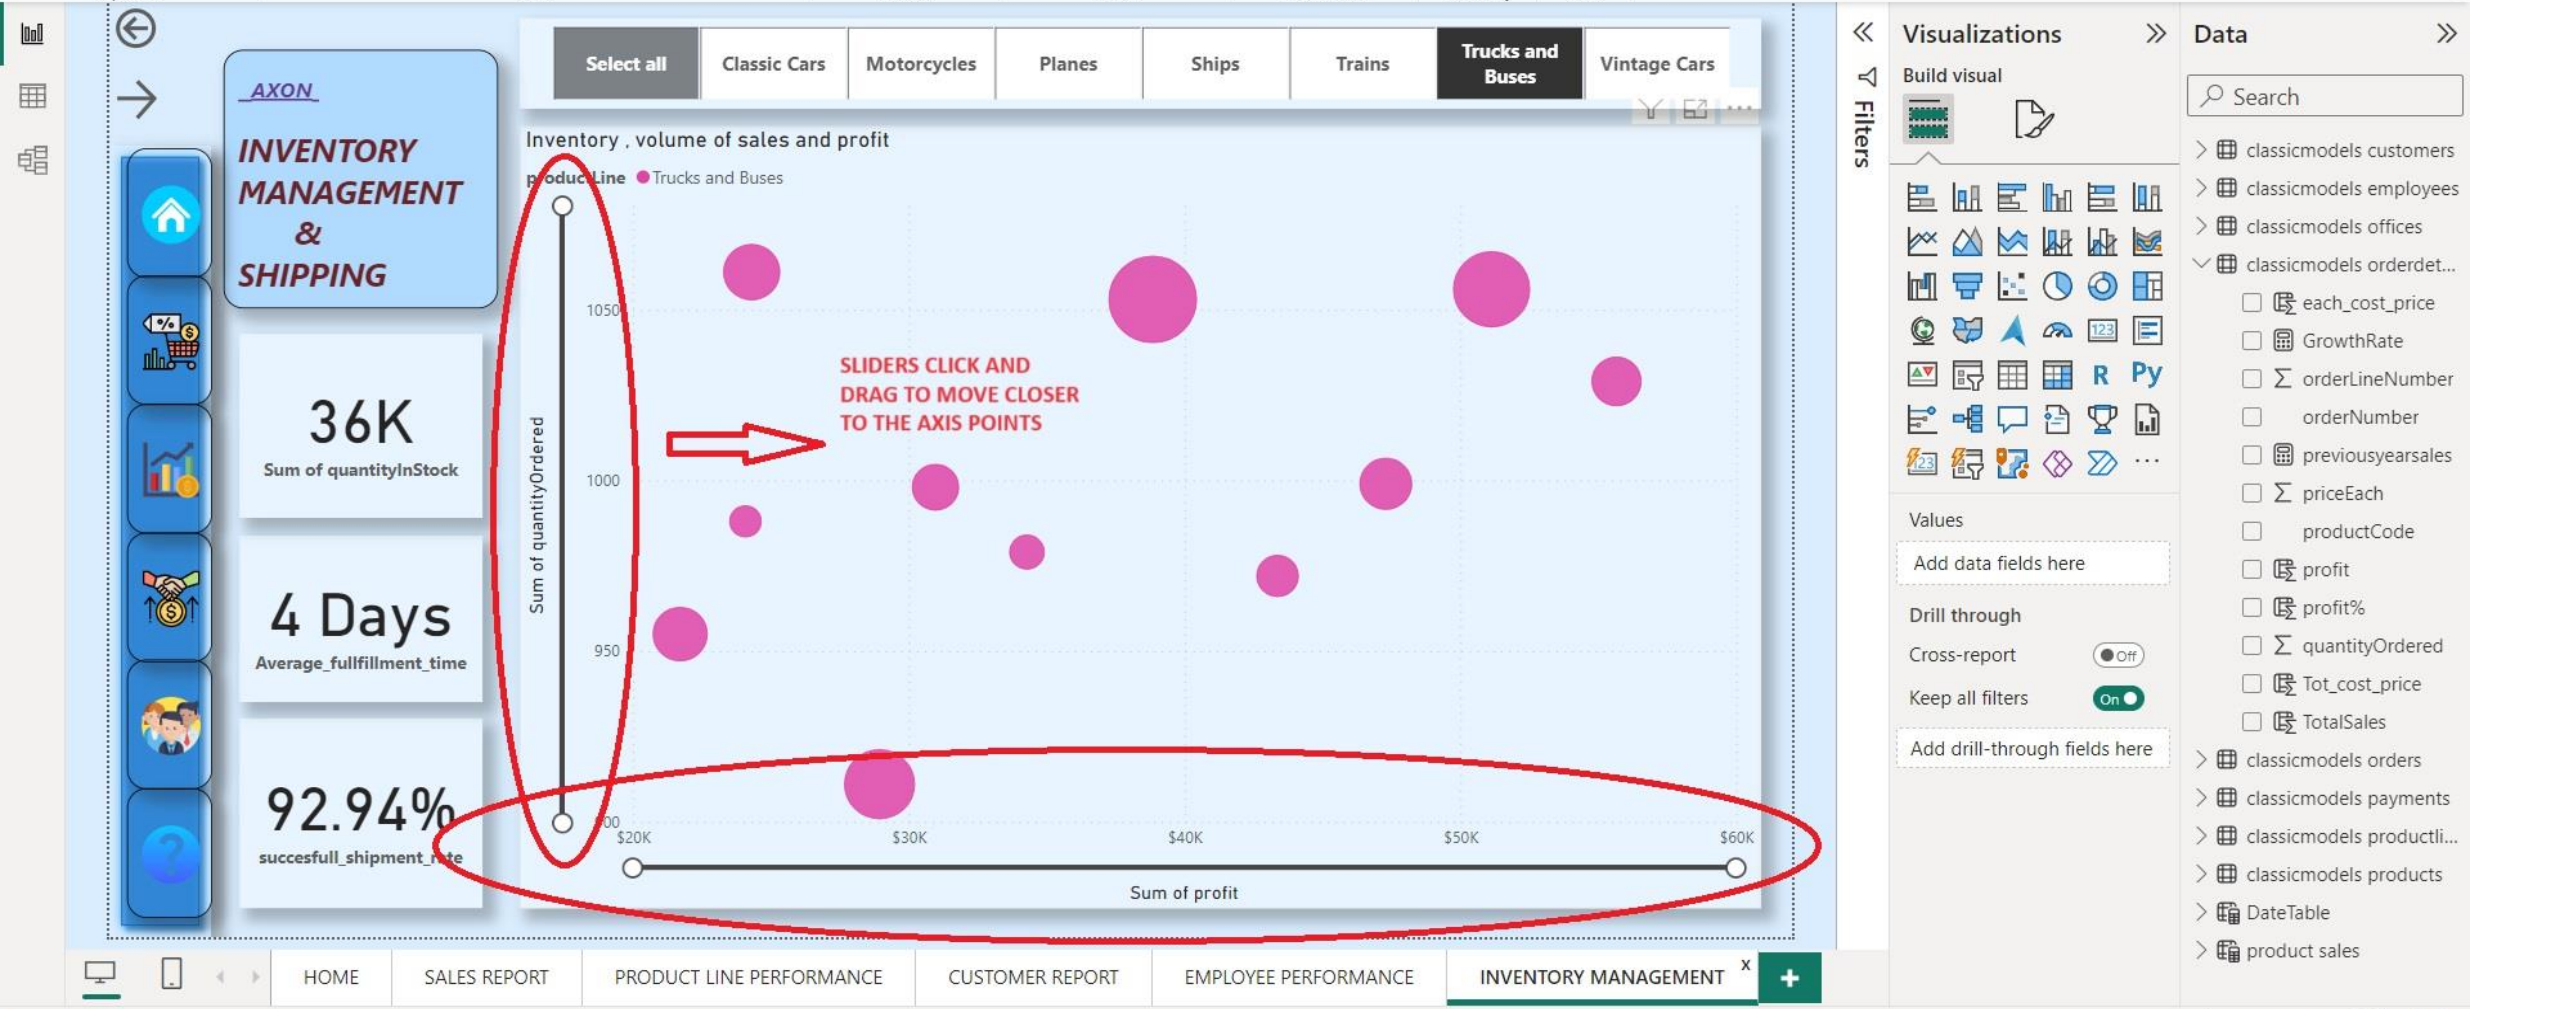 Select all
Classic Cars
Motorcycles
Planes
Ships
Trains
Trucks and
Buses
Vintage Cars
AXON
INVENTORY
MANAGEMENT
&
SHIPPING
36K
Sum of quantityInStock
4 Days
Average_fullfillment_time
92.94%
succesfull_shipment_rate
Inventory , volume of sales and profit
productLine Trucks and Buses
Sum of quantityOrdered
1050
1000
950
900
SLIDERS CLICK AND
DRAG TO MOVE CLOSER
TO THE AXIS POINTS
$20K $30K $40K $50K $60K
Sum of profit
Filters
Visualizations
Build visual
123
R Py
123
Values
Add data fields here
Drill through
Cross-report Off
Keep all filters On
Add drill-through fields here
Data
Search
classicmodels customers
classicmodels employees
classicmodels offices
classicmodels orderdet...
each_cost_price
GrowthRate
orderLineNumber
orderNumber
previousyearsales
priceEach
productCode
profit
profit%
quantityOrdered
Tot_cost_price
TotalSales
classicmodels orders
classicmodels payments
classicmodels productli...
classicmodels products
DateTable
product sales
HOME
SALES REPORT
PRODUCT LINE PERFORMANCE
CUSTOMER REPORT
EMPLOYEE PERFORMANCE
INVENTORY MANAGEMENT X
+